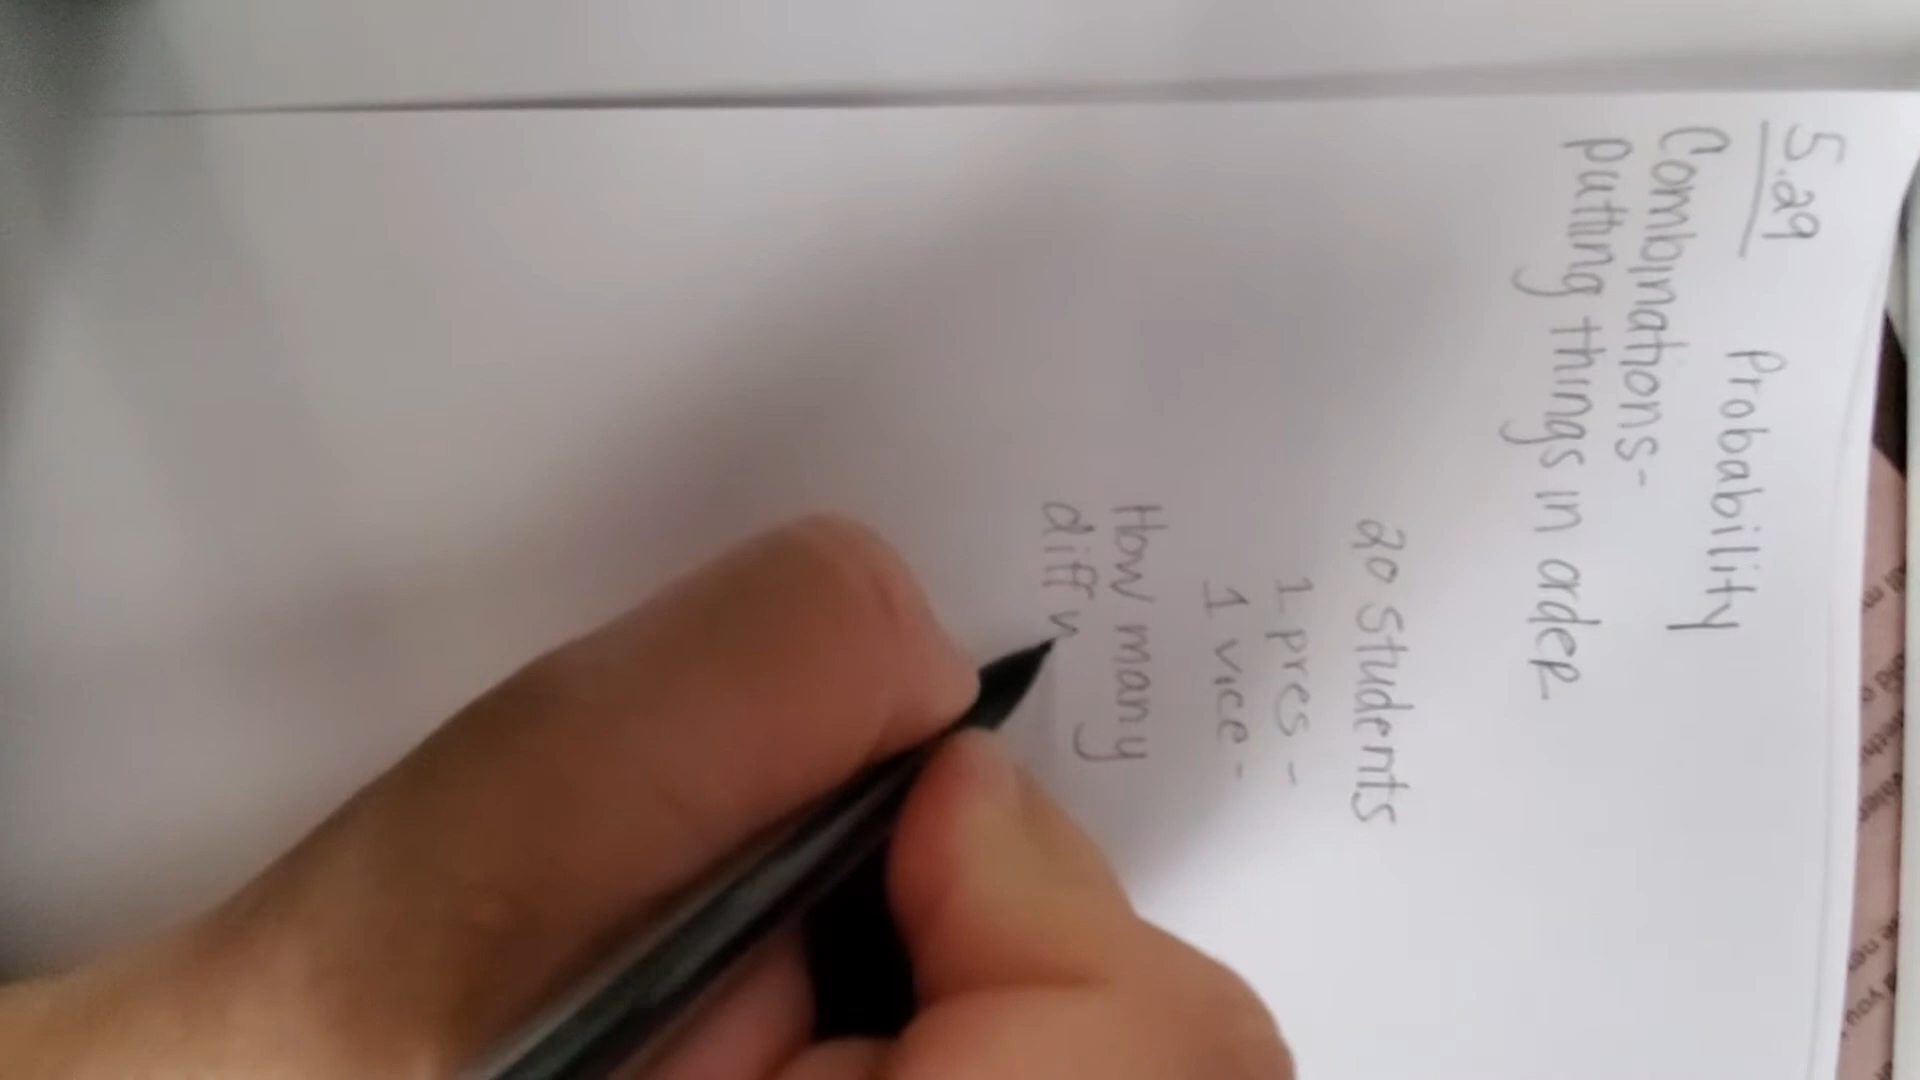 5.29 Probability
Combinations-
putting things in order
20 students
1 pres -
1 vice -
How many
diff w